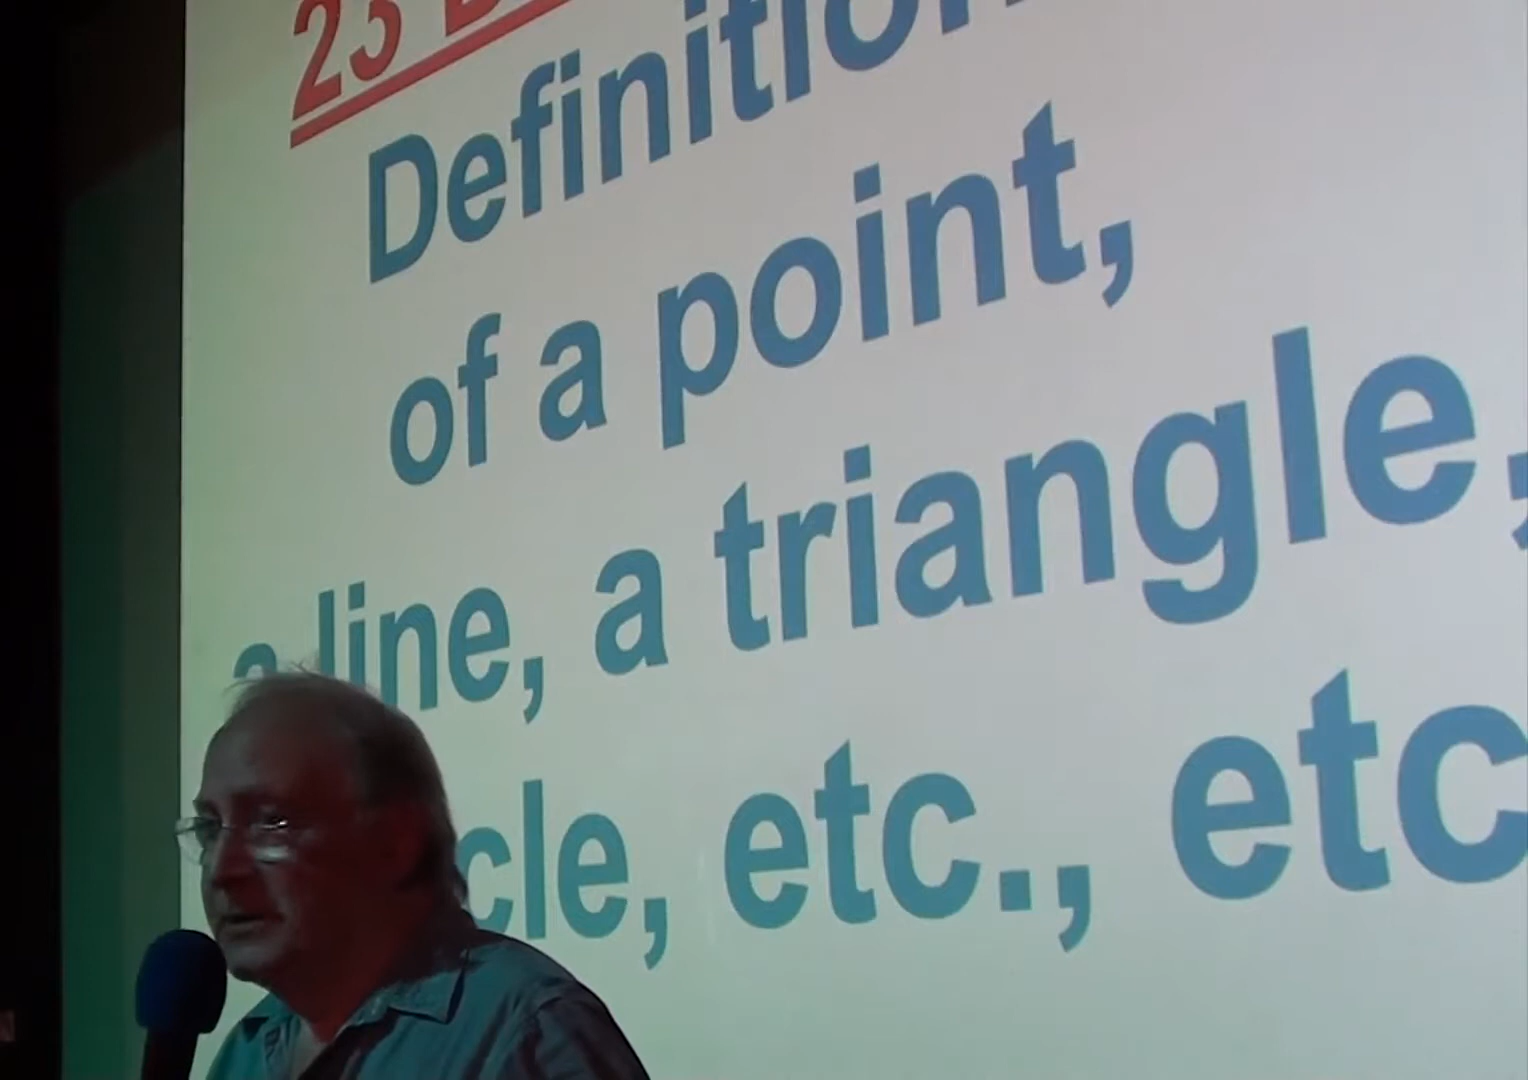 23
Definition
of a point,
a line, a triangle,
cle, etc., etc